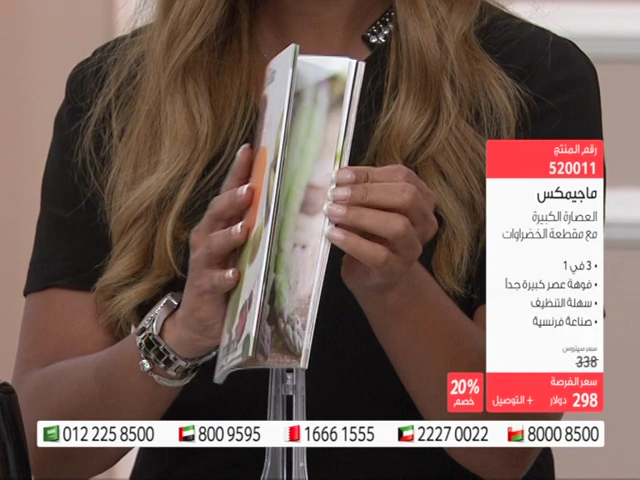 رقم المنتج
520011
ماجيمكس
العصارة الكبيرة
مع مقطعة الخضراوات
• 3 في 1
• فوهة عصر كبيرة جداً
• سهلة التنظيف
• صناعة فرنسية
سعر سيتروس
338
سعر الفرصة
298 دولار + التوصيل
20%
خصم
012 225 8500 800 9595 1666 1555 2227 0022 8000 8500